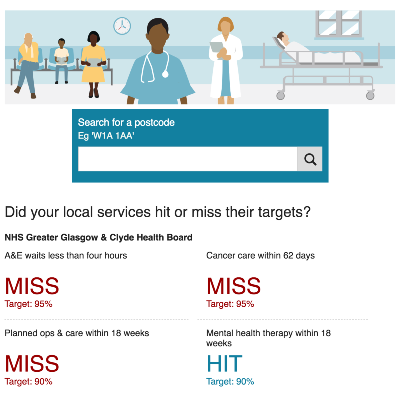 Search for a postcode
Eg 'W1A 1AA'
Did your local services hit or miss their targets?
NHS Greater Glasgow & Clyde Health Board
A&E waits less than four hours
MISS
Target: 95%
Cancer care within 62 days
MISS
Target: 95%
Planned ops & care within 18 weeks
MISS
Target: 90%
Mental health therapy within 18
weeks
HIT
Target: 90%